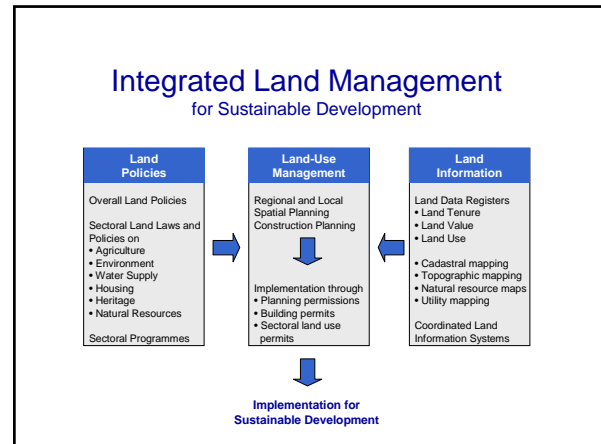 Integrated Land Management
for Sustainable Development
Land
Policies
Overall Land Policies
Sectoral Land Laws and
Policies on
• Agriculture
• Environment
• Water Supply
• Housing
• Heritage
• Natural Resources
Sectoral Programmes
Land-Use
Management
Regional and Local
Spatial Planning
Construction Planning
Implementation through
• Planning permissions
• Building permits
• Sectoral land use
permits
Land
Information
Land Data Registers
• Land Tenure
• Land Value
• Land Use
• Cadastral mapping
• Topographic mapping
• Natural resource maps
• Utility mapping
Coordinated Land
Information Systems
Implementation for
Sustainable Development